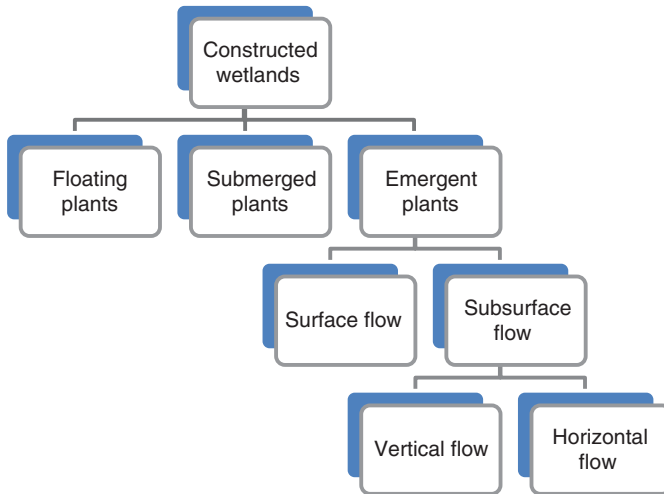 Constructed
wetlands
Floating
plants
Submerged
plants
Emergent
plants
Surface flow
Subsurface
flow
Vertical flow
Horizontal
flow